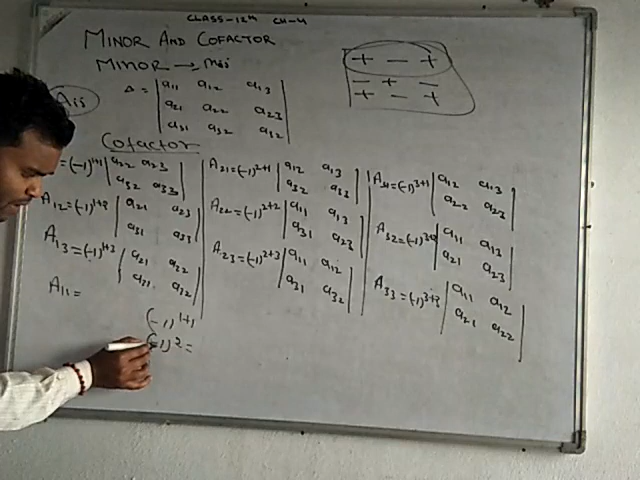 CLASS-12th CH-4
MINOR AND COFACTOR
MINOR → Mij
Δ = | a11 a12 a13 |
| a21 a22 a23 |
| a31 a32 a32 |
Aij
+ − +
− + −
+ − +
Cofactor
=(-1)^1+1 | a22 a23 |
| a32 a33 |
A12=(-1)^1+2 | a21 a23 |
| a31 a33 |
A13=(-1)^1+3 | a21 a22 |
| a31 a32 |
A11=
(-1)^1+1
(-1)^2=
A21=(-1)^2+1 | a12 a13 |
| a32 a33 |
A22=(-1)^2+2 | a11 a13 |
| a31 a23 |
A23=(-1)^2+3 | a11 a12 |
| a31 a32 |
A31=(-1)^3+1 | a12 a13 |
| a22 a23 |
A32=(-1)^3+2 | a11 a13 |
| a21 a23 |
A33=(-1)^3+3 | a11 a12 |
| a21 a22 |